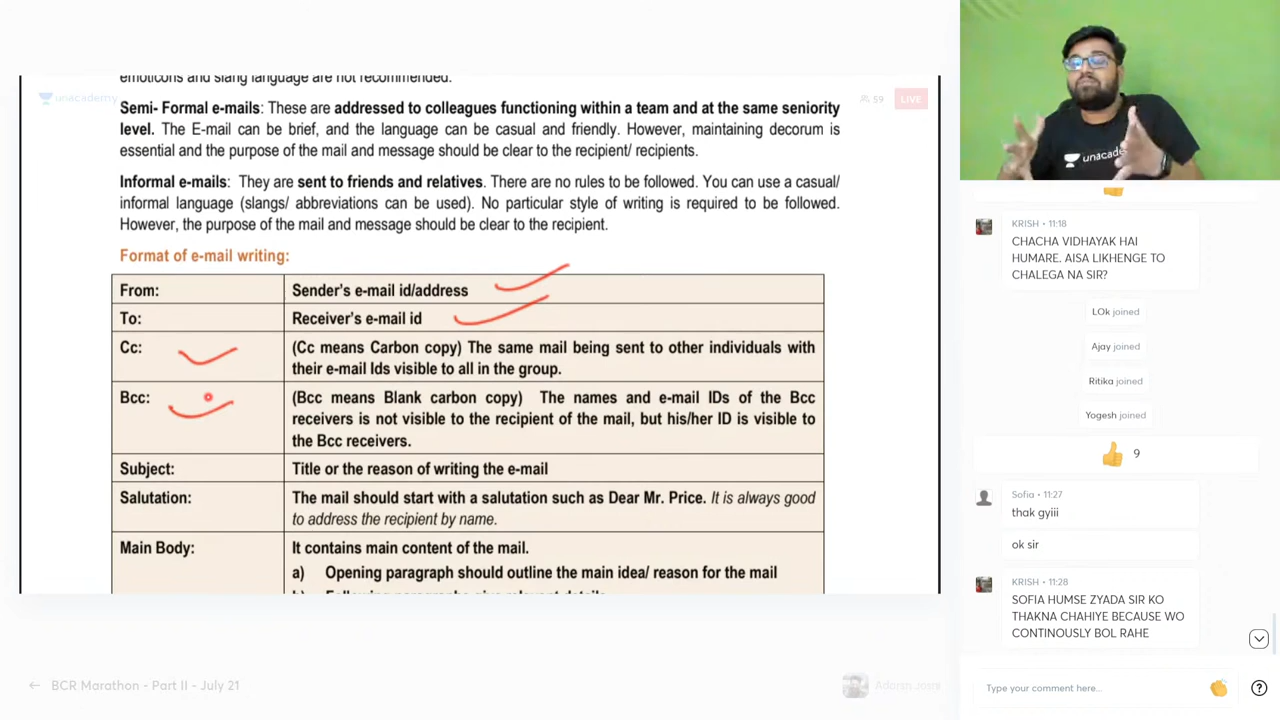 emoticons and slang language are not recommended.
unacademy
59
LIVE
Semi- Formal e-mails: These are addressed to colleagues functioning within a team and at the same seniority
level. The E-mail can be brief, and the language can be casual and friendly. However, maintaining decorum is
essential and the purpose of the mail and message should be clear to the recipient/ recipients.
Informal e-mails: They are sent to friends and relatives. There are no rules to be followed. You can use a casual/
informal language (slangs/ abbreviations can be used). No particular style of writing is required to be followed.
However, the purpose of the mail and message should be clear to the recipient.
Format of e-mail writing:
From: Sender's e-mail id/address
To: Receiver's e-mail id
Cc: (Cc means Carbon copy) The same mail being sent to other individuals with
their e-mail Ids visible to all in the group.
Bcc: (Bcc means Blank carbon copy) The names and e-mail IDs of the Bcc
receivers is not visible to the recipient of the mail, but his/her ID is visible to
the Bcc receivers.
Subject: Title or the reason of writing the e-mail
Salutation: The mail should start with a salutation such as Dear Mr. Price. It is always good
to address the recipient by name.
Main Body: It contains main content of the mail.
a) Opening paragraph should outline the main idea/ reason for the mail
b) Following paragraphs give relevant details
BCR Marathon - Part II - July 21
Adarsh Joshi
unacademy
KRISH • 11:18
CHACHA VIDHAYAK HAI
HUMARE. AISA LIKHENGE TO
CHALEGA NA SIR?
LOk joined
Ajay joined
Ritika joined
Yogesh joined
9
Sofia • 11:27
thak gyiii
ok sir
KRISH • 11:28
SOFIA HUMSE ZYADA SIR KO
THAKNA CHAHIYE BECAUSE WO
CONTINOUSLY BOL RAHE
Type your comment here...